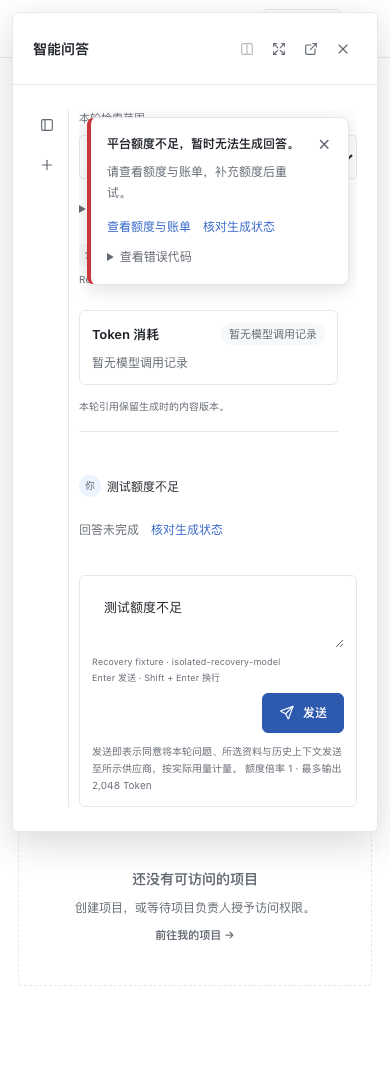 智能问答
本轮检索范围
平台额度不足，暂时无法生成回答。
请查看额度与账单，补充额度后重
试。
查看额度与账单 核对生成状态
查看错误代码
Re
Token 消耗
暂无模型调用记录
暂无模型调用记录
本轮引用保留生成时的内容版本。
你 测试额度不足
回答未完成 核对生成状态
测试额度不足
Recovery fixture · isolated-recovery-model
Enter 发送 · Shift + Enter 换行
发送
发送即表示同意将本轮问题、所选资料与历史上下文发送
至所示供应商，按实际用量计量。 额度倍率 1 · 最多输出
2,048 Token
还没有可访问的项目
创建项目，或等待项目负责人授予访问权限。
前往我的项目 →